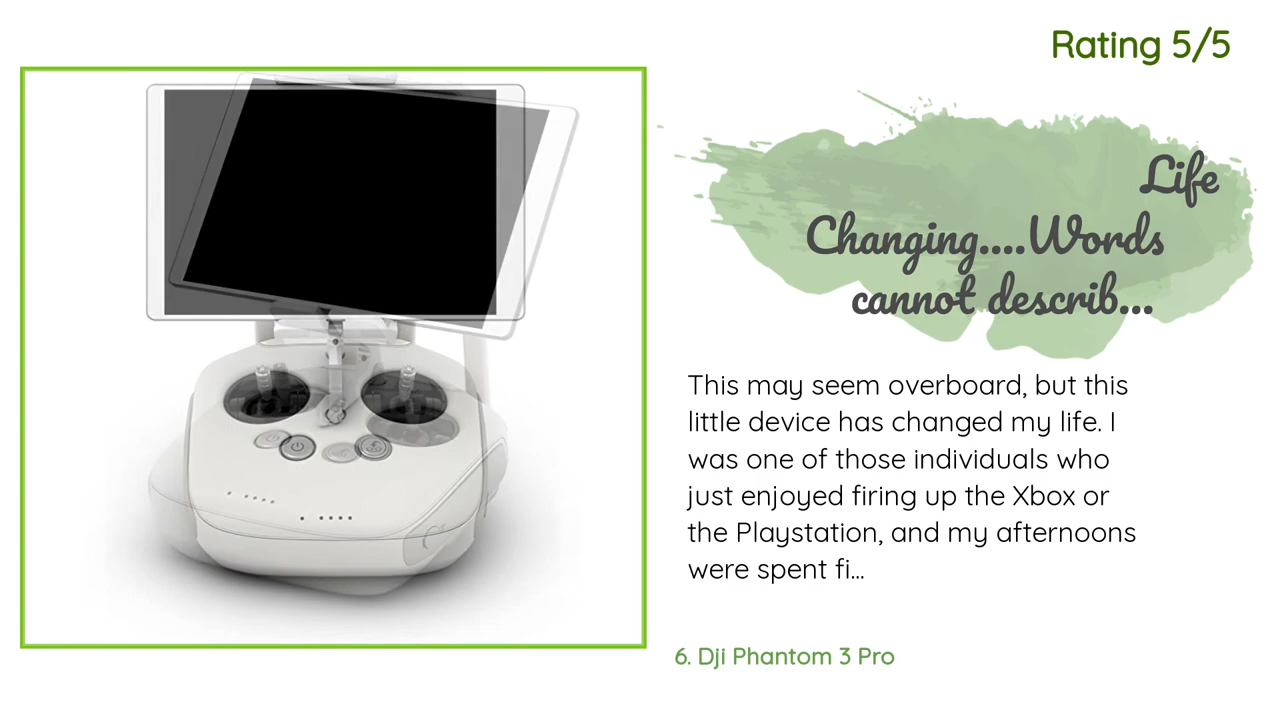 Rating 5/5
Life
Changing....Words
cannot describ...
This may seem overboard, but this
little device has changed my life. I
was one of those individuals who
just enjoyed firing up the Xbox or
the Playstation, and my afternoons
were spent fi...
6. Dji Phantom 3 Pro